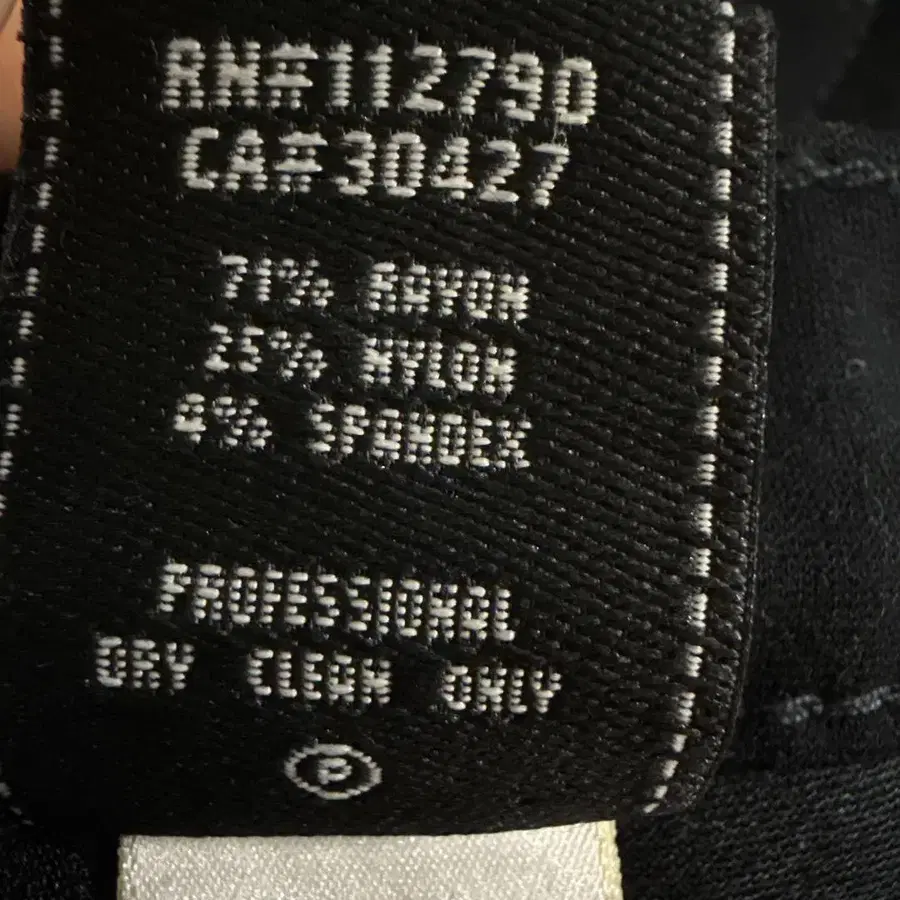 RN#112790
CA#30427
71% RAYON
25% NYLON
4% SPANDEX
PROFESSIONAL
DRY CLEAN ONLY
P